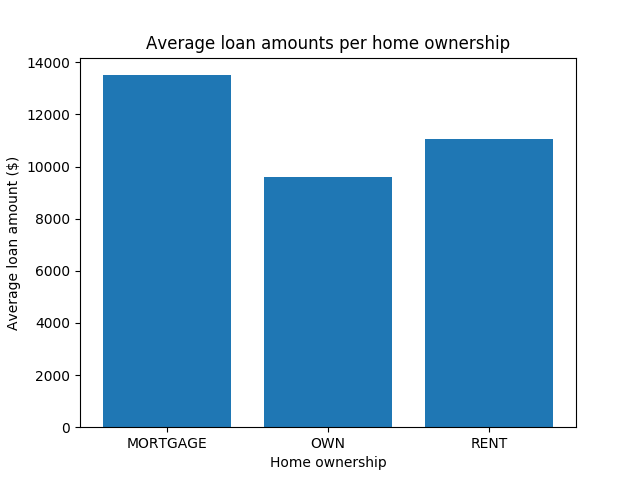 Average loan amounts per home ownership
14000
12000
10000
8000
6000
4000
2000
0
Average loan amount ($)
MORTGAGE OWN RENT
Home ownership